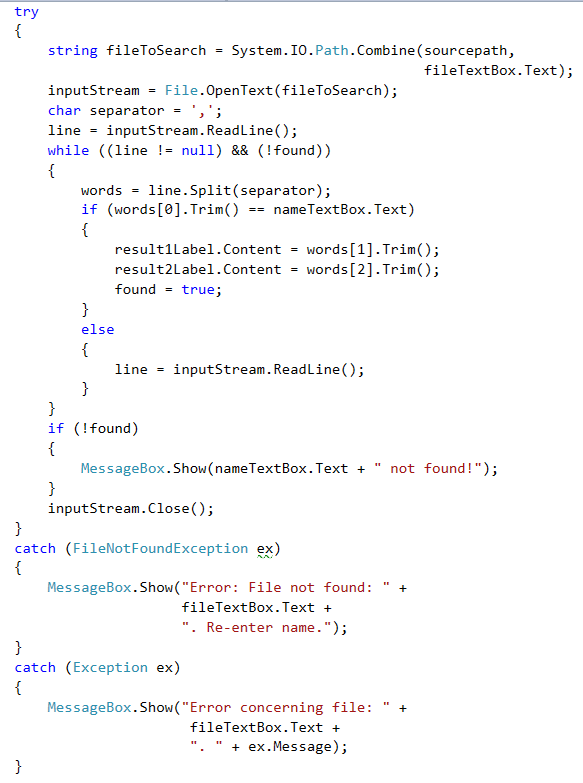 try
{
    string fileToSearch = System.IO.Path.Combine(sourcepath,
                                                 fileTextBox.Text);
    inputStream = File.OpenText(fileToSearch);
    char separator = ',';
    line = inputStream.ReadLine();
    while ((line != null) && (!found))
    {
        words = line.Split(separator);
        if (words[0].Trim() == nameTextBox.Text)
        {
            result1Label.Content = words[1].Trim();
            result2Label.Content = words[2].Trim();
            found = true;
        }
        else
        {
            line = inputStream.ReadLine();
        }
    }
    if (!found)
    {
        MessageBox.Show(nameTextBox.Text + " not found!");
    }
    inputStream.Close();
}
catch (FileNotFoundException ex)
{
    MessageBox.Show("Error: File not found: " +
                    fileTextBox.Text +
                    ". Re-enter name.");
}
catch (Exception ex)
{
    MessageBox.Show("Error concerning file: " +
                     fileTextBox.Text +
                     ". " + ex.Message);
}